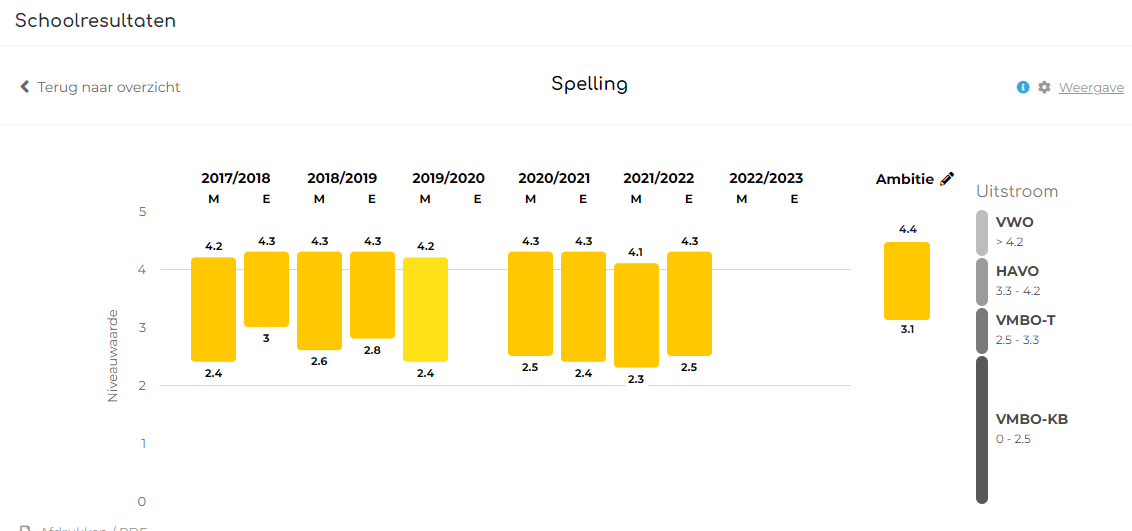 Schoolresultaten
Terug naar overzicht
Spelling
Weergave
2017/2018 2018/2019 2019/2020 2020/2021 2021/2022 2022/2023
M E M E M E M E M E M E
Ambitie
Uitstroom
Niveauwaarde
5
4
3
2
1
0
4.2 4.3 4.3 4.3 4.2 4.3 4.3 4.1 4.3 4.4
2.4 3 2.6 2.8 2.4 2.5 2.4 2.3 2.5 3.1
VWO
> 4.2
HAVO
3.3 - 4.2
VMBO-T
2.5 - 3.3
VMBO-KB
0 - 2.5
Afdrukken / PDF